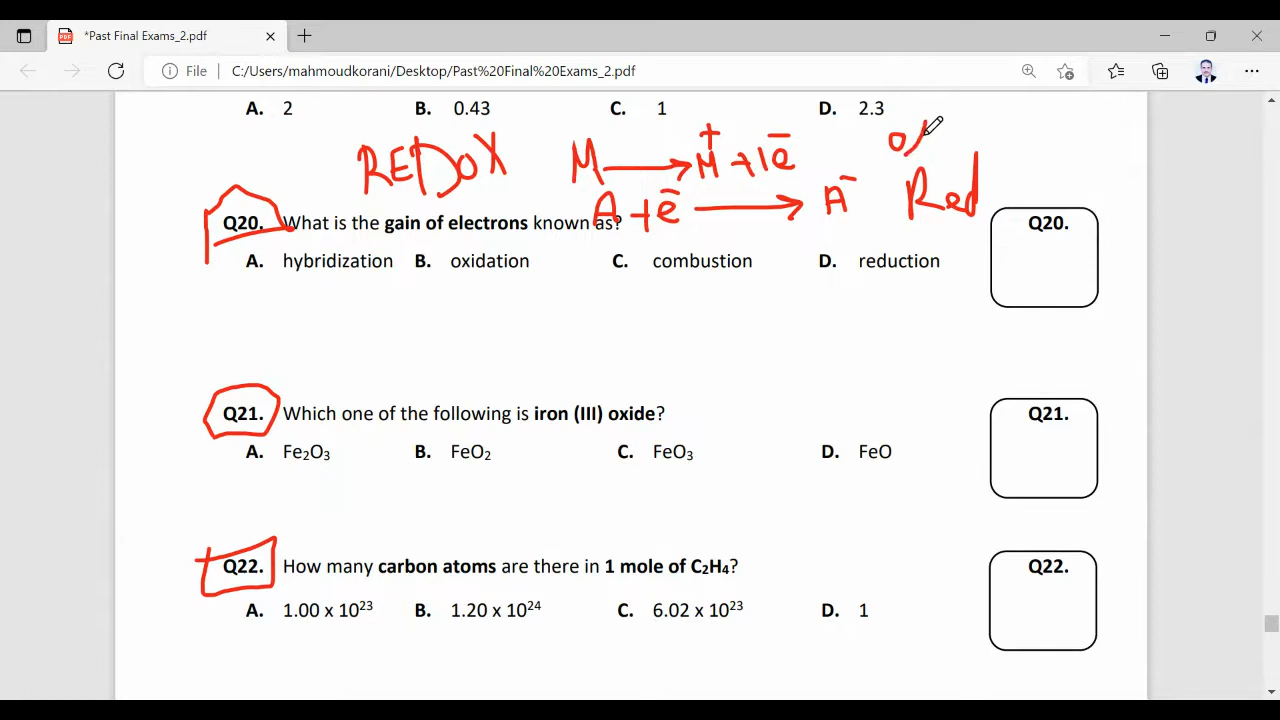 *Past Final Exams_2.pdf
File C:/Users/mahmoudkorani/Desktop/Past%20Final%20Exams_2.pdf
A. 2 B. 0.43 C. 1 D. 2.3
REDOX M → M⁺ + 1e⁻ ox
A + e⁻ → A⁻ Red
Q20. What is the gain of electrons known as? Q20.
A. hybridization B. oxidation C. combustion D. reduction
Q21. Which one of the following is iron (III) oxide? Q21.
A. Fe₂O₃ B. FeO₂ C. FeO₃ D. FeO
Q22. How many carbon atoms are there in 1 mole of C₂H₄? Q22.
A. 1.00 x 10²³ B. 1.20 x 10²⁴ C. 6.02 x 10²³ D. 1